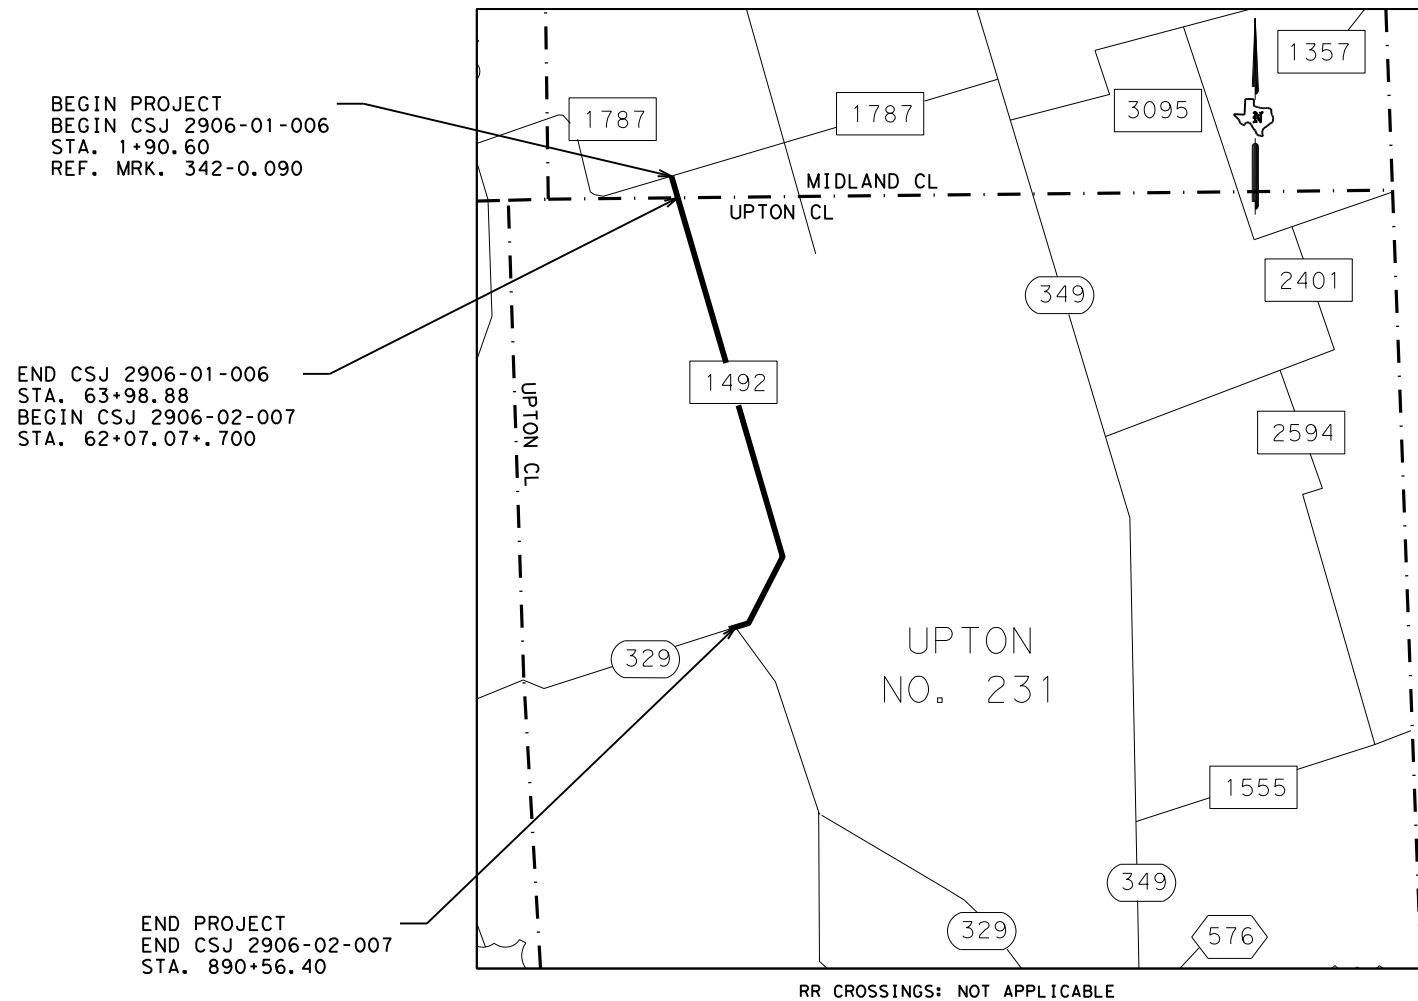 BEGIN PROJECT
BEGIN CSJ 2906-01-006
STA. 1+90.60
REF. MRK. 342-0.090
1787
1787
3095
1357
N
MIDLAND CL
UPTON CL
349
2401
END CSJ 2906-01-006
STA. 63+98.88
BEGIN CSJ 2906-02-007
STA. 62+07.07+.700
UPTON CL
1492
2594
329
UPTON
NO. 231
1555
349
END PROJECT
END CSJ 2906-02-007
STA. 890+56.40
329
576
RR CROSSINGS: NOT APPLICABLE